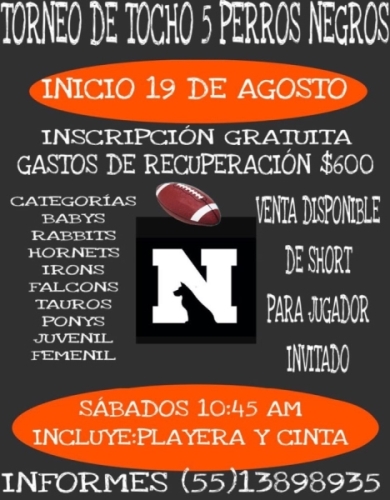 TORNEO DE TOCHO 5 PERROS NEGROS
INICIO 19 DE AGOSTO
INSCRIPCIÓN GRATUITA
GASTOS DE RECUPERACIÓN $600
CATEGORÍAS
BABYS
RABBITS
HORNETS
IRONS
FALCONS
TAUROS
PONYS
JUVENIL
FEMENIL
N
VENTA DISPONIBLE
DE SHORT
PARA JUGADOR
INVITADO
SÁBADOS 10:45 AM
INCLUYE:PLAYERA Y CINTA
INFORMES (55)13898935